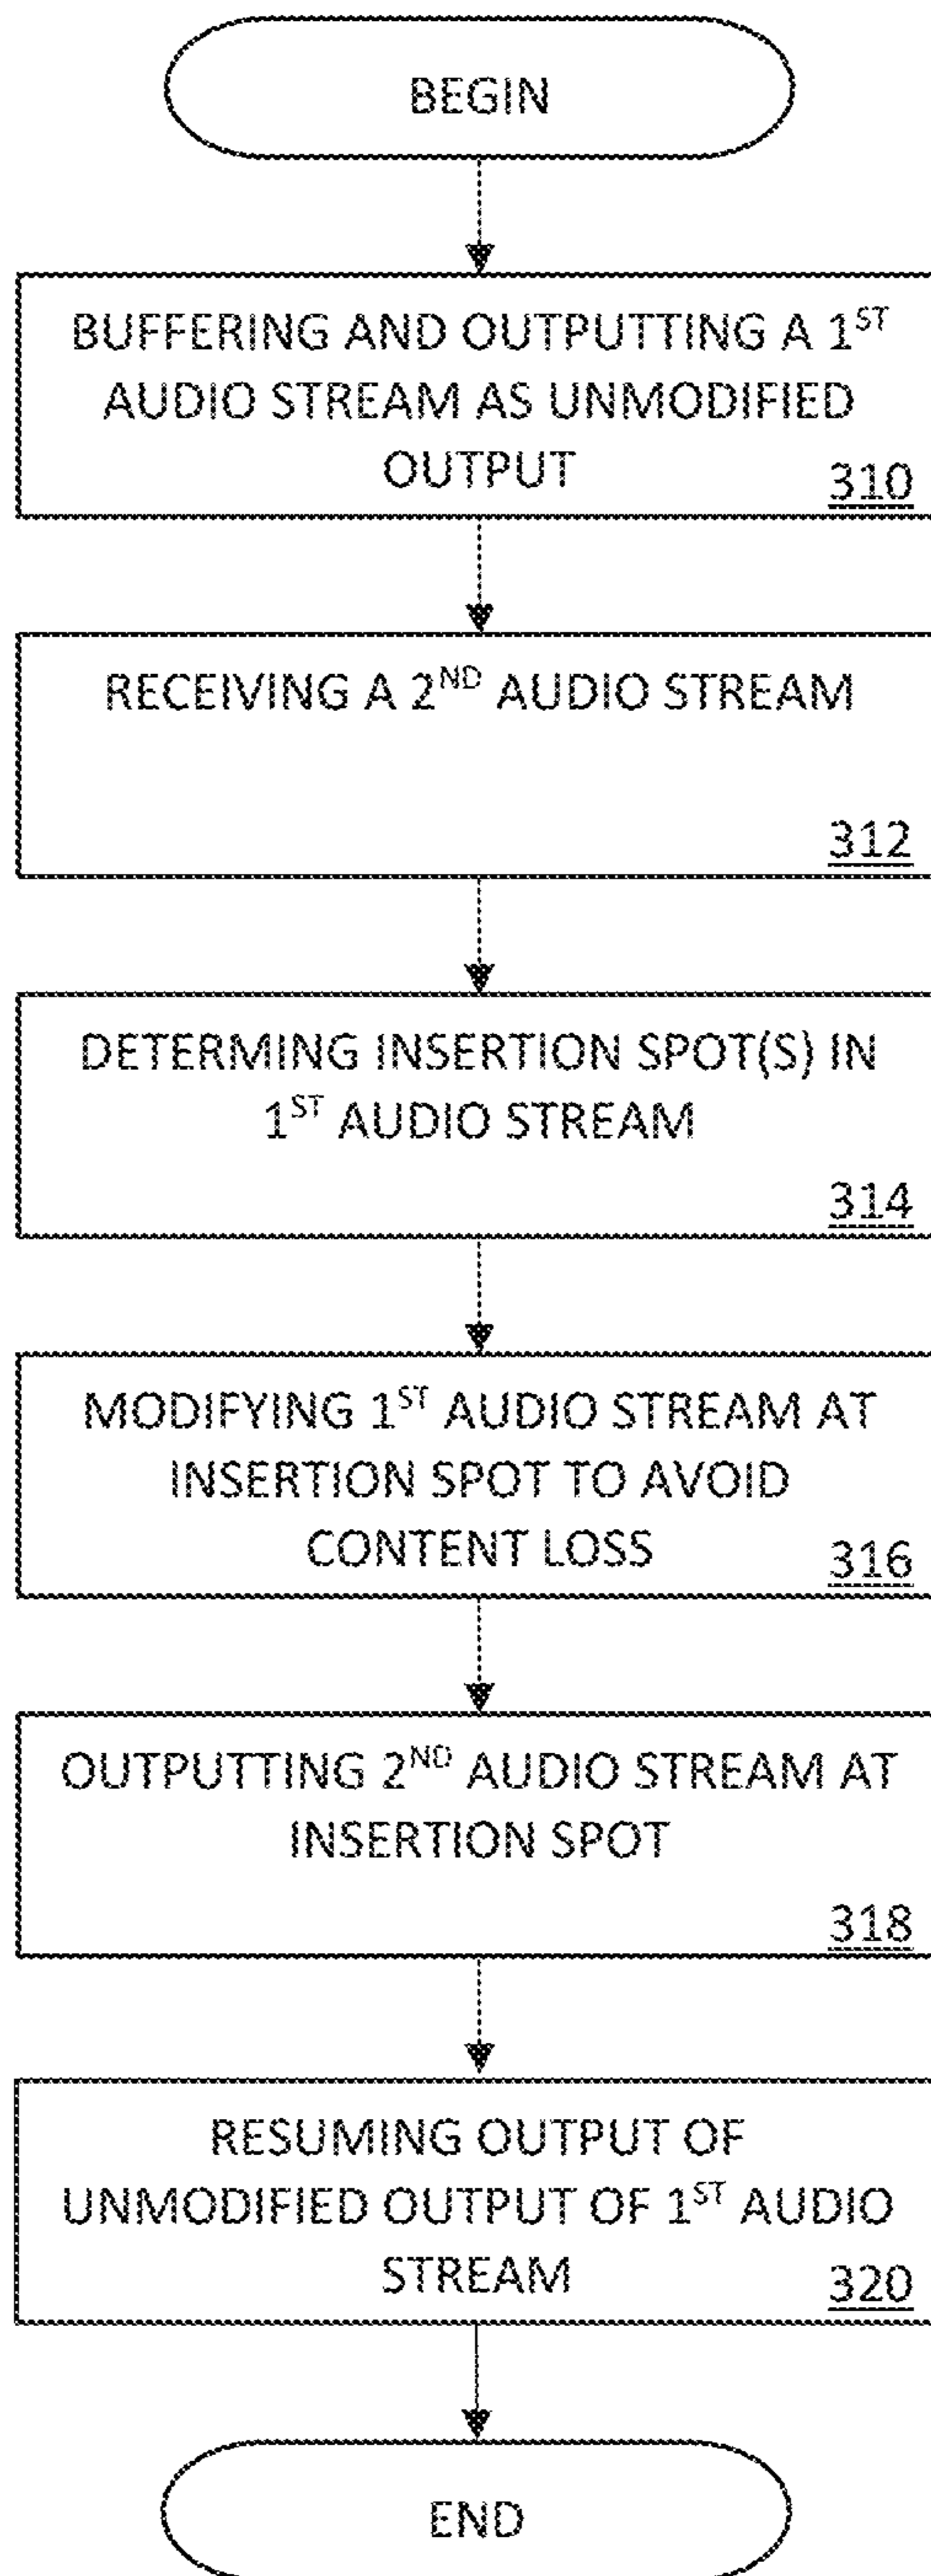 BEGIN
BUFFERING AND OUTPUTTING A 1ST
AUDIO STREAM AS UNMODIFIED
OUTPUT
310
RECEIVING A 2ND AUDIO STREAM
312
DETERMING INSERTION SPOT(S) IN
1ST AUDIO STREAM
314
MODIFYING 1ST AUDIO STREAM AT
INSERTION SPOT TO AVOID
CONTENT LOSS
316
OUTPUTTING 2ND AUDIO STREAM AT
INSERTION SPOT
318
RESUMING OUTPUT OF
UNMODIFIED OUTPUT OF 1ST AUDIO
STREAM
320
END